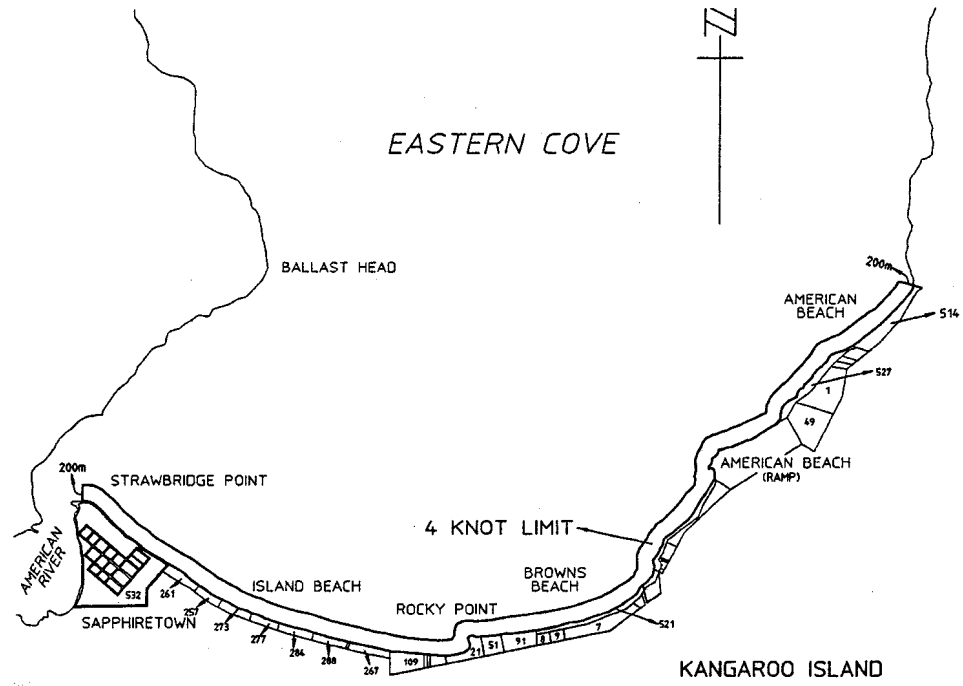 N
EASTERN COVE
BALLAST HEAD
200m
AMERICAN
BEACH
514
527
1
49
200m
STRAWBRIDGE POINT
AMERICAN BEACH
(RAMP)
4 KNOT LIMIT
AMERICAN
RIVER
532
261
ISLAND BEACH
BROWNS
BEACH
ROCKY POINT
SAPPHIRETOWN
257
273
277
284
288
267
109
21
51
91
8
9
7
521
KANGAROO ISLAND